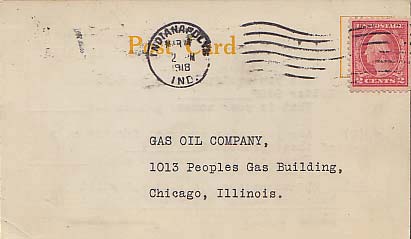 Post Card
INDIANAPOLIS
MAR
2 M
1918
IND.
U.S. POSTAGE
2 CENTS 2
GAS OIL COMPANY,
1013 Peoples Gas Building,
Chicago, Illinois.